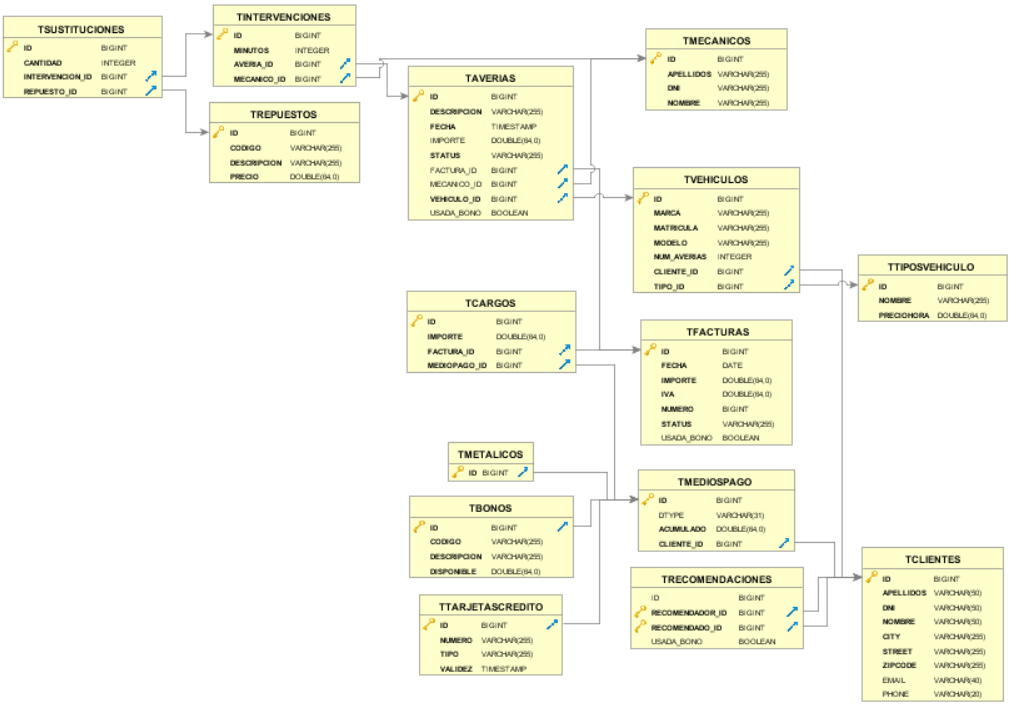 TSUSTITUCIONES
ID BIGINT
CANTIDAD INTEGER
INTERVENCION_ID BIGINT
REPUESTO_ID BIGINT
TINTERVENCIONES
ID BIGINT
MINUTOS INTEGER
AVERIA_ID BIGINT
MECANICO_ID BIGINT
TREPUESTOS
ID BIGINT
CODIGO VARCHAR(255)
DESCRIPCION VARCHAR(255)
PRECIO DOUBLE(64,0)
TAVERIAS
ID BIGINT
DESCRIPCION VARCHAR(255)
FECHA TIMESTAMP
IMPORTE DOUBLE(64,0)
STATUS VARCHAR(255)
FACTURA_ID BIGINT
MECANICO_ID BIGINT
VEHICULO_ID BIGINT
USADA_BONO BOOLEAN
TMECANICOS
ID BIGINT
APELLIDOS VARCHAR(255)
DNI VARCHAR(255)
NOMBRE VARCHAR(255)
TVEHICULOS
ID BIGINT
MARCA VARCHAR(255)
MATRICULA VARCHAR(255)
MODELO VARCHAR(255)
NUM_AVERIAS INTEGER
CLIENTE_ID BIGINT
TIPO_ID BIGINT
TTIPOSVEHICULO
ID BIGINT
NOMBRE VARCHAR(255)
PRECIOHORA DOUBLE(64,0)
TCARGOS
ID BIGINT
IMPORTE DOUBLE(64,0)
FACTURA_ID BIGINT
MEDIOPAGO_ID BIGINT
TFACTURAS
ID BIGINT
FECHA DATE
IMPORTE DOUBLE(64,0)
IVA DOUBLE(64,0)
NUMERO BIGINT
STATUS VARCHAR(255)
USADA_BONO BOOLEAN
TMETALICOS
ID BIGINT
TBONOS
ID BIGINT
CODIGO VARCHAR(255)
DESCRIPCION VARCHAR(255)
DISPONIBLE DOUBLE(64,0)
TTARJETASCREDITO
ID BIGINT
NUMERO VARCHAR(255)
TIPO VARCHAR(255)
VALIDEZ TIMESTAMP
TMEDIOSPAGO
ID BIGINT
DTYPE VARCHAR(31)
ACUMULADO DOUBLE(64,0)
CLIENTE_ID BIGINT
TRECOMENDACIONES
ID BIGINT
RECOMENDADOR_ID BIGINT
RECOMENDADO_ID BIGINT
USADA_BONO BOOLEAN
TCLIENTES
ID BIGINT
APELLIDOS VARCHAR(50)
DNI VARCHAR(50)
NOMBRE VARCHAR(50)
CITY VARCHAR(255)
STREET VARCHAR(255)
ZIPCODE VARCHAR(255)
EMAIL VARCHAR(40)
PHONE VARCHAR(20)